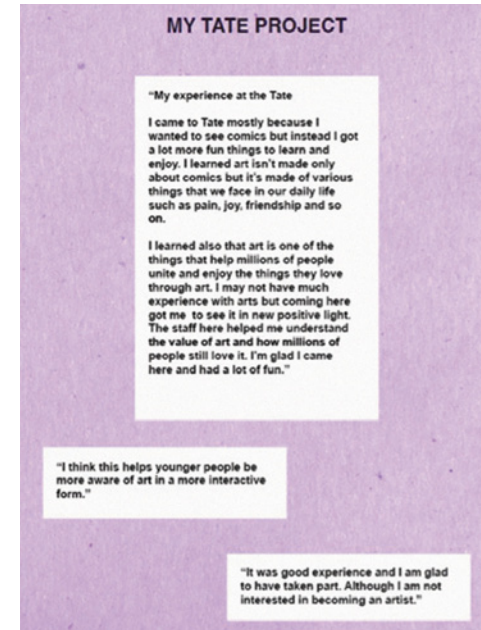 MY TATE PROJECT
“My experience at the Tate
I came to Tate mostly because I
wanted to see comics but instead I got
a lot more fun things to learn and
enjoy. I learned art isn’t made only
about comics but it’s made of various
things that we face in our daily life
such as pain, joy, friendship and so
on.
I learned also that art is one of the
things that help millions of people
unite and enjoy the things they love
through art. I may not have much
experience with arts but coming here
got me to see it in new positive light.
The staff here helped me understand
the value of art and how millions of
people still love it. I’m glad I came
here and had a lot of fun.”
“I think this helps younger people be
more aware of art in a more interactive
form.”
“It was good experience and I am glad
to have taken part. Although I am not
interested in becoming an artist.”